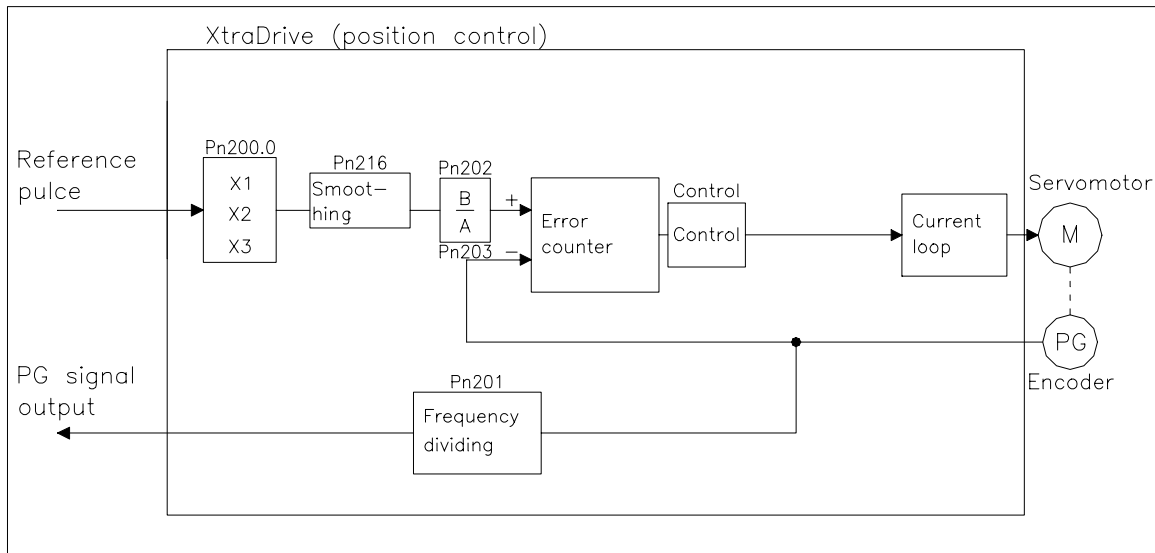 XtraDrive (position control)
Reference
pulce
Pn200.0
X1
X2
X3
Pn216
Smoot-
hing
Pn202
B
A
Pn203
+
-
Error
counter
Control
Control
Current
loop
Servomotor
M
PG
Encoder
PG signal
output
Pn201
Frequency
dividing